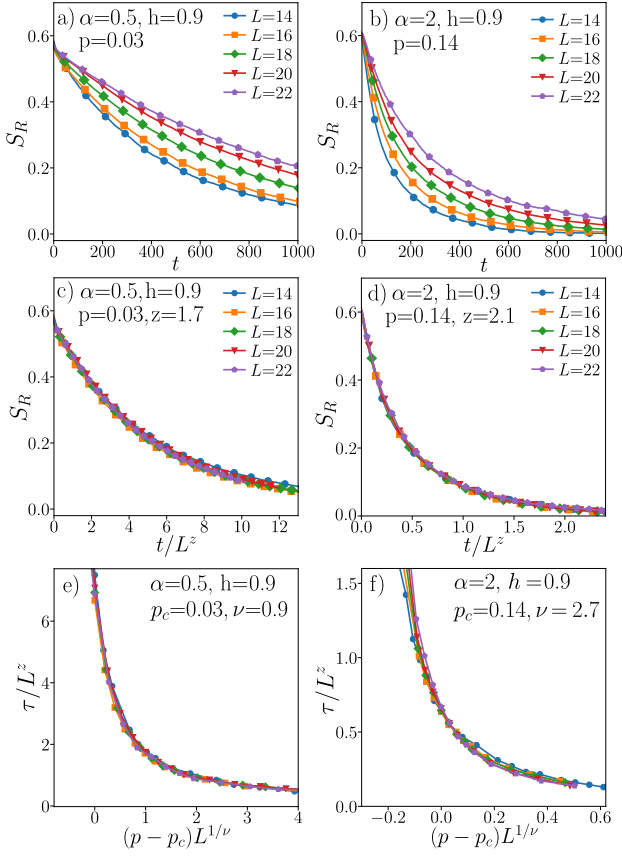 a) α=0.5, h=0.9
p=0.03
L=14
L=16
L=18
L=20
L=22
S_R
0.6
0.4
0.2
0.0
0 200 400 600 800 1000
t
b) α=2, h=0.9
p=0.14
L=14
L=16
L=18
L=20
L=22
S_R
0.6
0.4
0.2
0.0
0 200 400 600 800 1000
t
c) α=0.5, h=0.9
p=0.03, z=1.7
L=14
L=16
L=18
L=20
L=22
S_R
0.6
0.4
0.2
0.0
0 2 4 6 8 10 12
t/L^z
d) α=2, h=0.9
p=0.14, z=2.1
L=14
L=16
L=18
L=20
L=22
S_R
0.6
0.4
0.2
0.0
0.0 0.5 1.0 1.5 2.0
t/L^z
e) α=0.5, h=0.9
p_c=0.03, ν=0.9
τ/L^z
6
4
2
0
0 1 2 3 4
(p − p_c)L^{1/ν}
f) α=2, h=0.9
p_c=0.14, ν=2.7
τ/L^z
1.5
1.0
0.5
0.0
−0.2 0.0 0.2 0.4 0.6
(p − p_c)L^{1/ν}